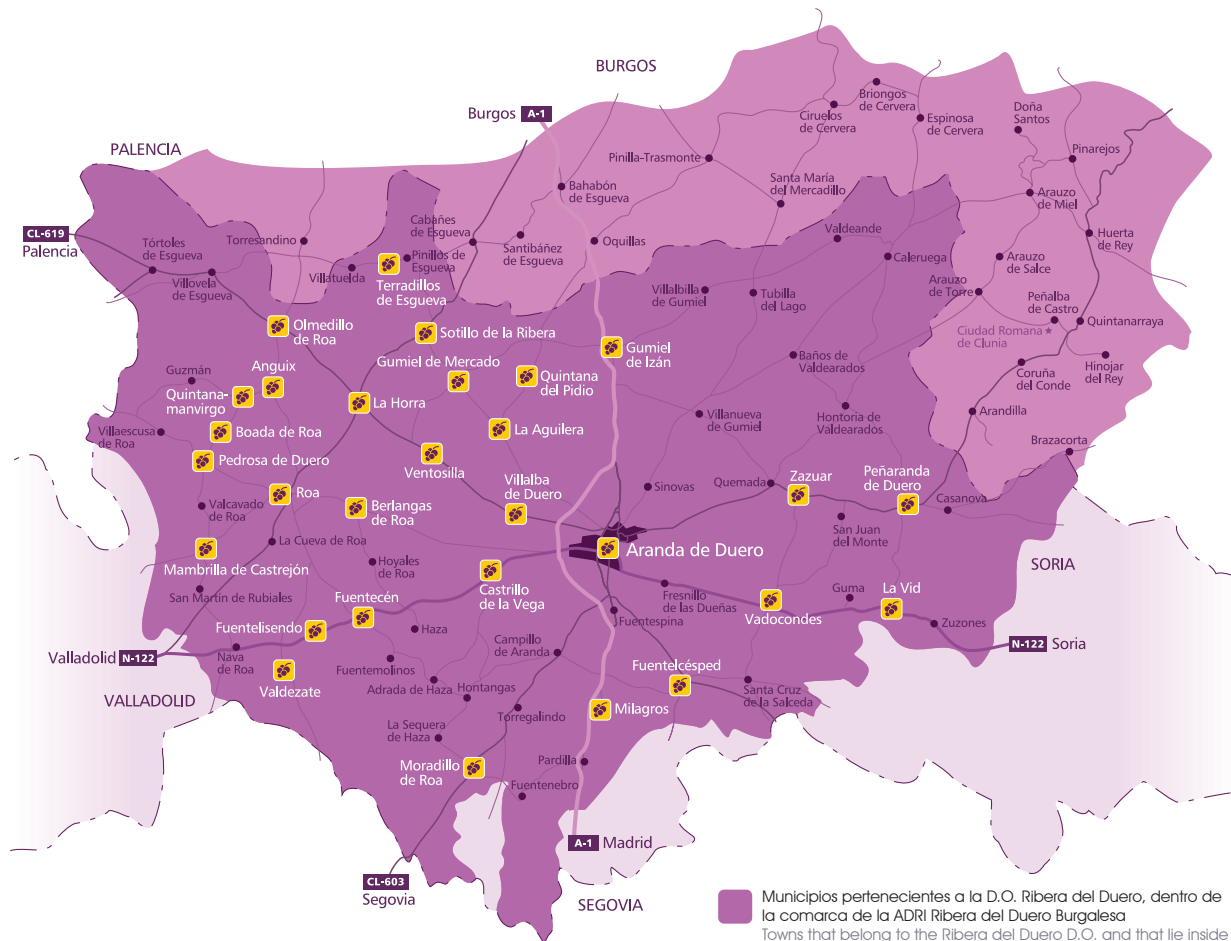 BURGOS
Burgos A-1
PALENCIA
CL-619
Palencia
Briongos
de Cervera
Ciruelos
de Cervera
Espinosa
de Cervera
Doña
Santos
Pinarejos
Pinilla-Trasmonte
Santa María
del Mercadillo
Bahabón
de Esgueva
Arauzo
de Miel
Huerta
de Rey
Cabañes
de Esgueva
Santibáñez
de Esgueva
Oquillas
Valdeande
Caleruega
Arauzo
de Salce
Arauzo
de Torre
Peñalba
de Castro
Quintanarraya
Ciudad Romana
de Clunia
Hinojar
del Rey
Coruña
del Conde
Arandilla
Brazacorta
Tórtoles
de Esgueva
Torresandino
Villovela
de Esgueva
Villatuelda
Pinillos de
Esgueva
Terradillos
de Esgueva
Villalbilla
de Gumiel
Tubilla
del Lago
Olmedillo
de Roa
Sotillo de la Ribera
Gumiel
de Izán
Baños de
Valdearados
Guzmán
Anguix
Gumiel de Mercado
Quintana
del Pidio
Quintana-
manvirgo
La Horra
Villanueva
de Gumiel
Hontoria de
Valdearados
Villaescusa
de Roa
Boada de Roa
La Aguilera
Pedrosa de Duero
Ventosilla
Villalba
de Duero
Sinovas
Quemada
Zazuar
Peñaranda
de Duero
Casanova
Roa
Valcavado
de Roa
Berlangas
de Roa
San Juan
del Monte
La Cueva de Roa
Aranda de Duero
Mambrilla de Castrejón
Hoyales
de Roa
SORIA
San Martín de Rubiales
Fuentecén
Castrillo
de la Vega
Fresnillo
de las Dueñas
Guma
La Vid
Vadocondes
Fuentespina
Zuzones
Fuentelisendo
Haza
Campillo
de Aranda
Valladolid N-122
N-122 Soria
Nava
de Roa
Fuentemolinos
Fuentelcésped
VALLADOLID
Valdezate
Adrada de Haza
Hontangas
Santa Cruz
de la Salceda
Torregalindo
Milagros
La Sequera
de Haza
Moradillo
de Roa
Pardilla
Fuentenebro
A-1 Madrid
CL-603
Segovia
SEGOVIA
Municipios pertenecientes a la D.O. Ribera del Duero, dentro de
la comarca de la ADRI Ribera del Duero Burgalesa
Towns that belong to the Ribera del Duero D.O. and that lie inside